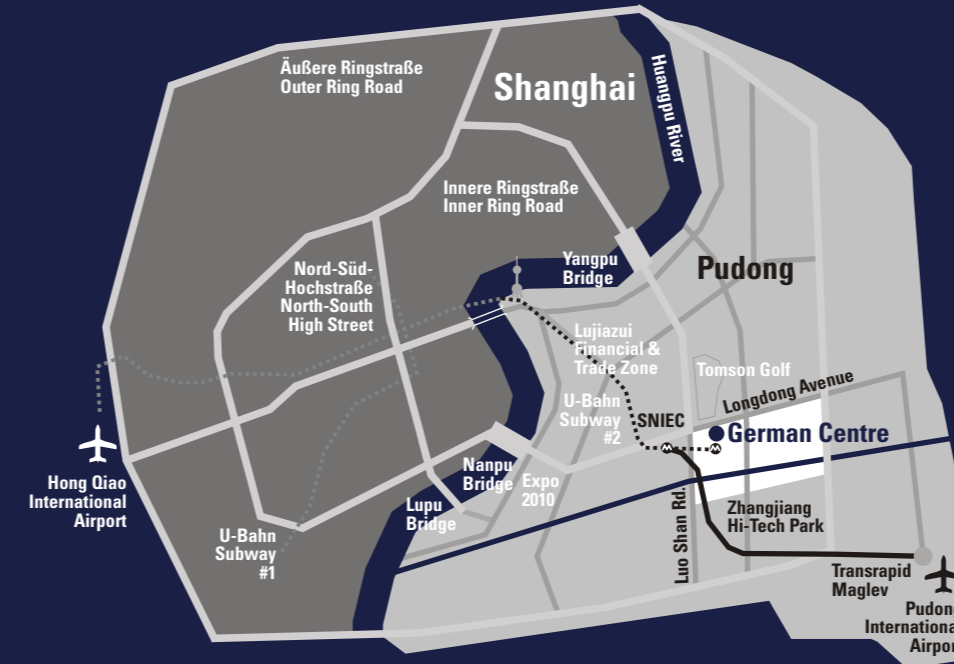 Äußere Ringstraße
Outer Ring Road
Shanghai
Huangpu River
Innere Ringstraße
Inner Ring Road
Yangpu
Bridge
Pudong
Nord-Süd-
Hochstraße
North-South
High Street
Lujiazui
Financial &
Trade Zone
Tomson Golf
Longdong Avenue
U-Bahn
Subway
#2
SNIEC
German Centre
Hong Qiao
International
Airport
Nanpu
Bridge
Expo
2010
Lupu
Bridge
Luo Shan Rd.
Zhangjiang
Hi-Tech Park
U-Bahn
Subway
#1
Transrapid
Maglev
Pudong
International
Airport